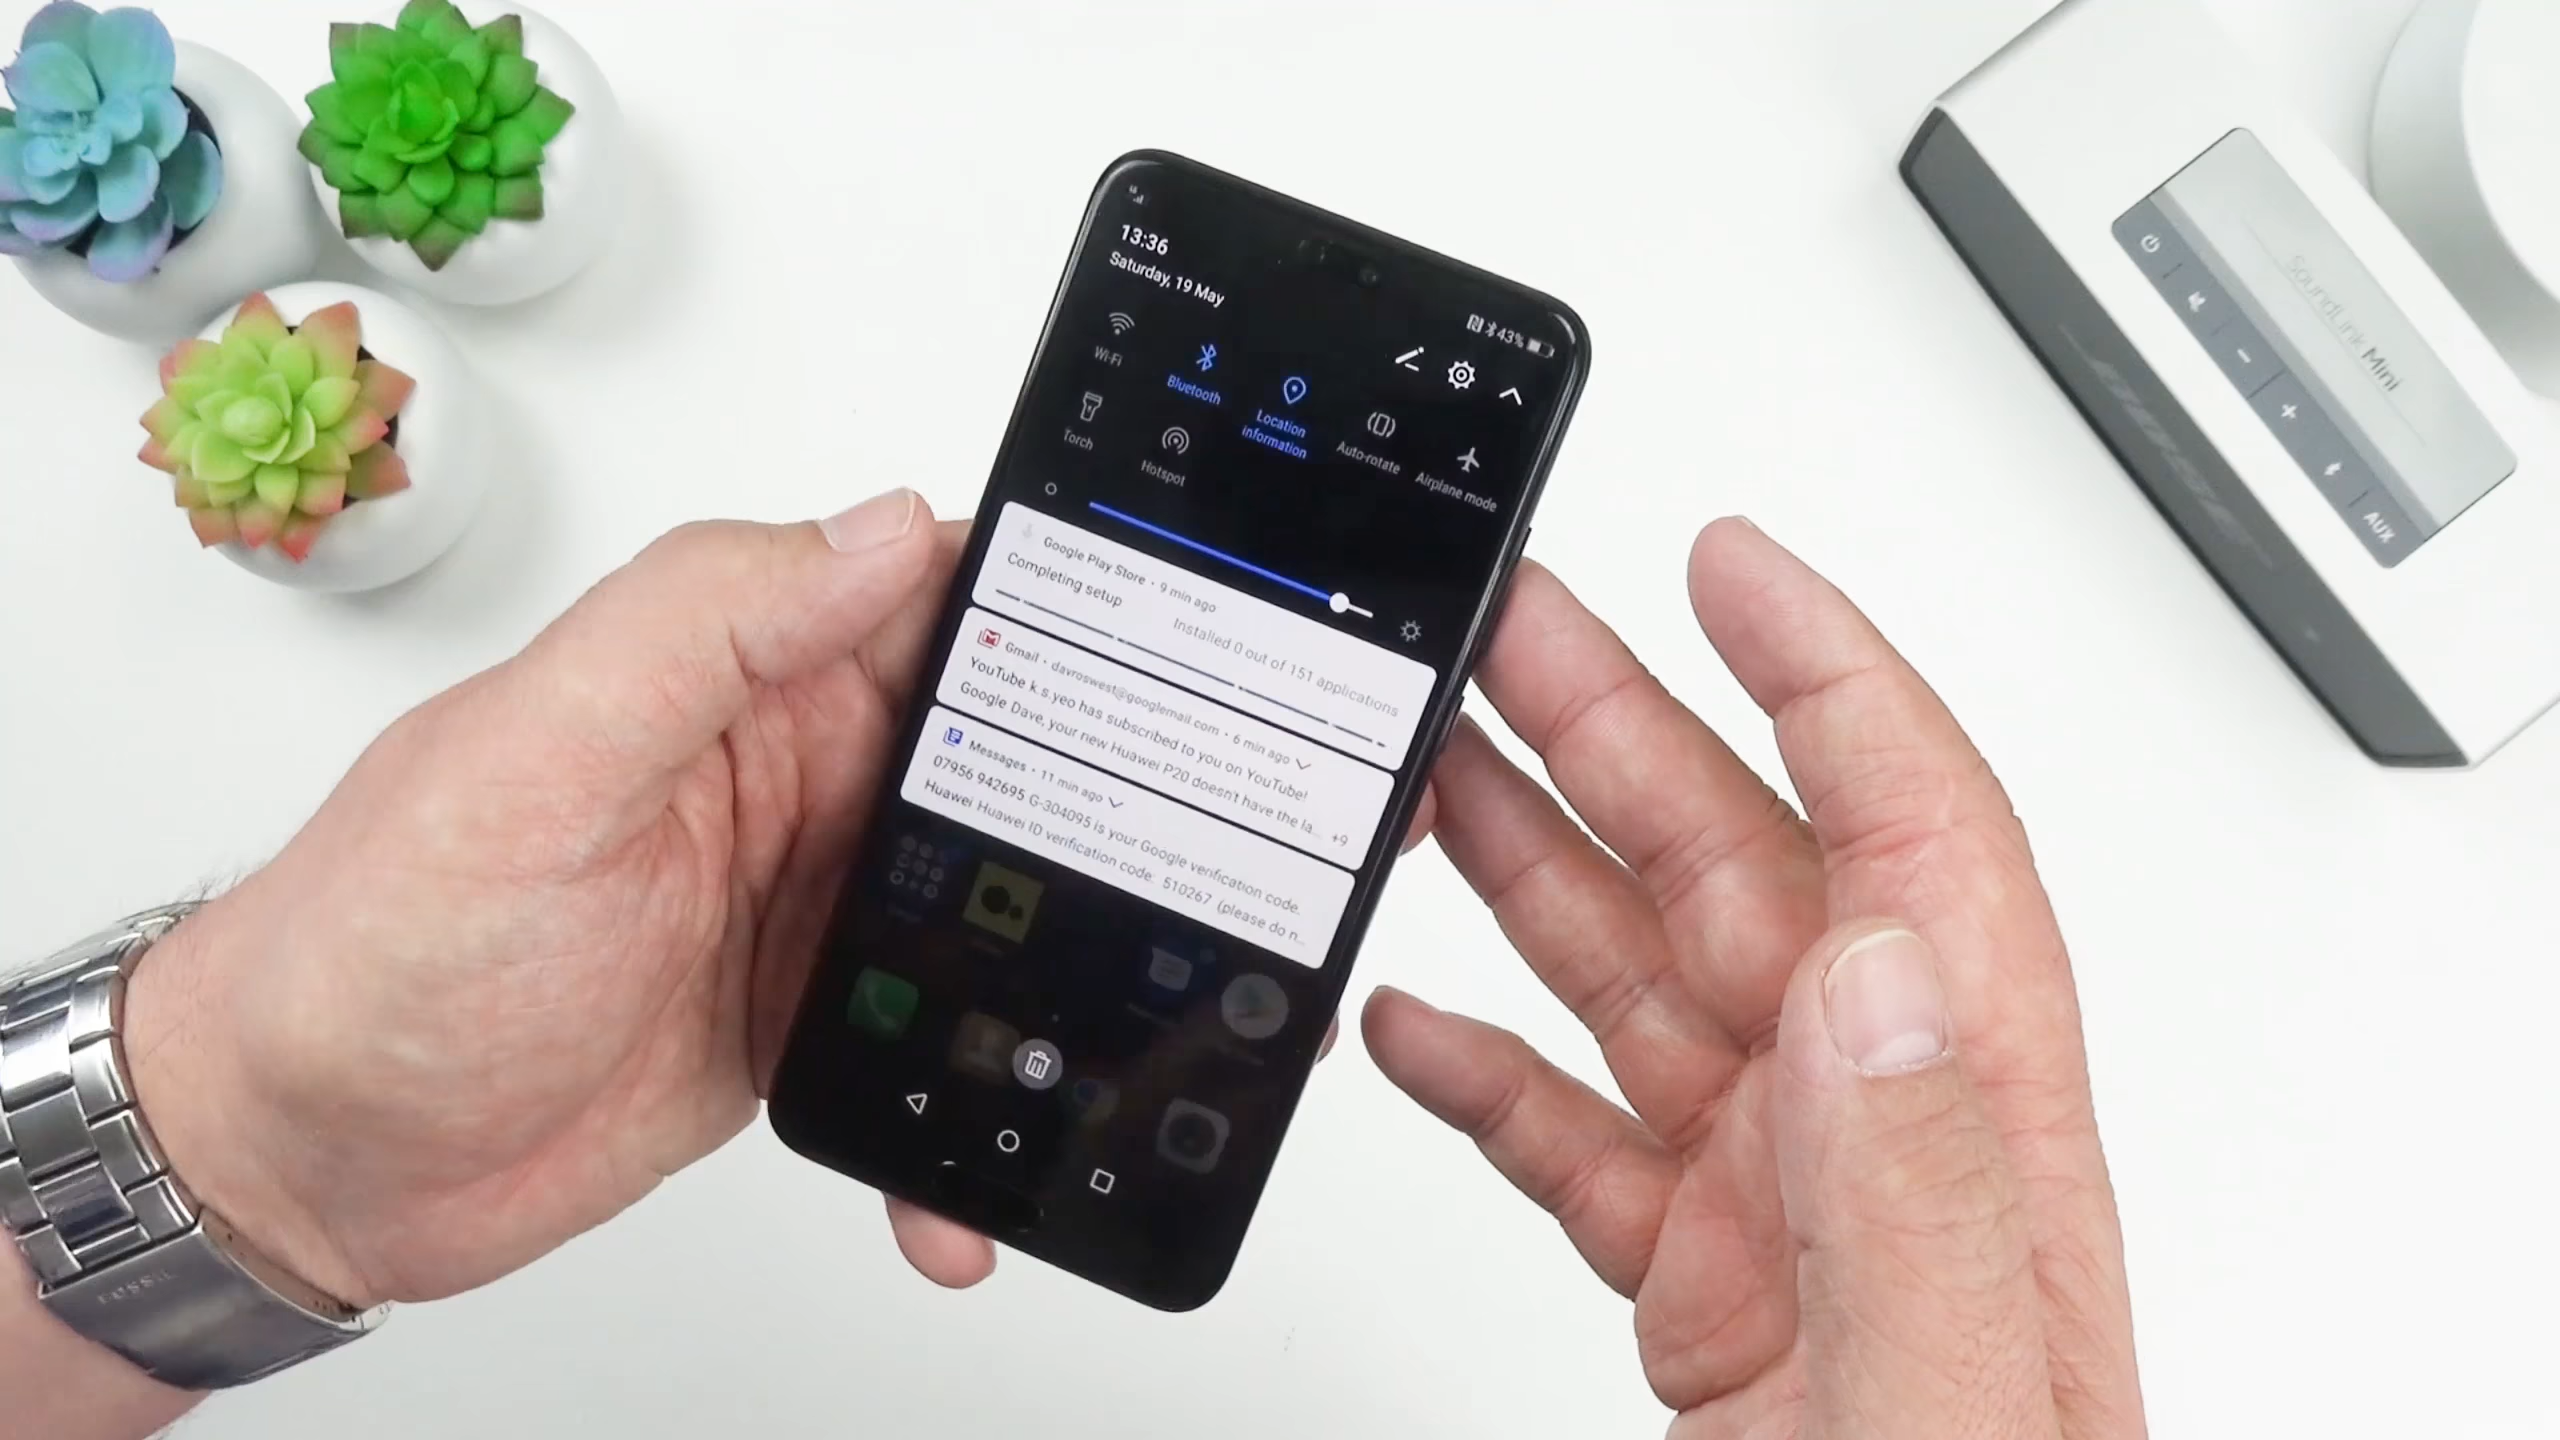 13:36
Saturday, 19 May
43%
Wi-Fi
Bluetooth
Location
information
Auto-rotate
Airplane mode
Torch
Hotspot
Google Play Store · 9 min ago
Completing setup
Installed 0 out of 151 applications
Gmail · davroswest@googlemail.com · 6 min ago
YouTube k.s.yeo has subscribed to you on YouTube!
Google Dave, your new Huawei P20 doesn't have the la... +9
Messages · 11 min ago
07956 942695 G-304095 is your Google verification code.
Huawei Huawei ID verification code: 510267 (please do n...
SoundLink Mini
AUX
BOSE
FOSSIL